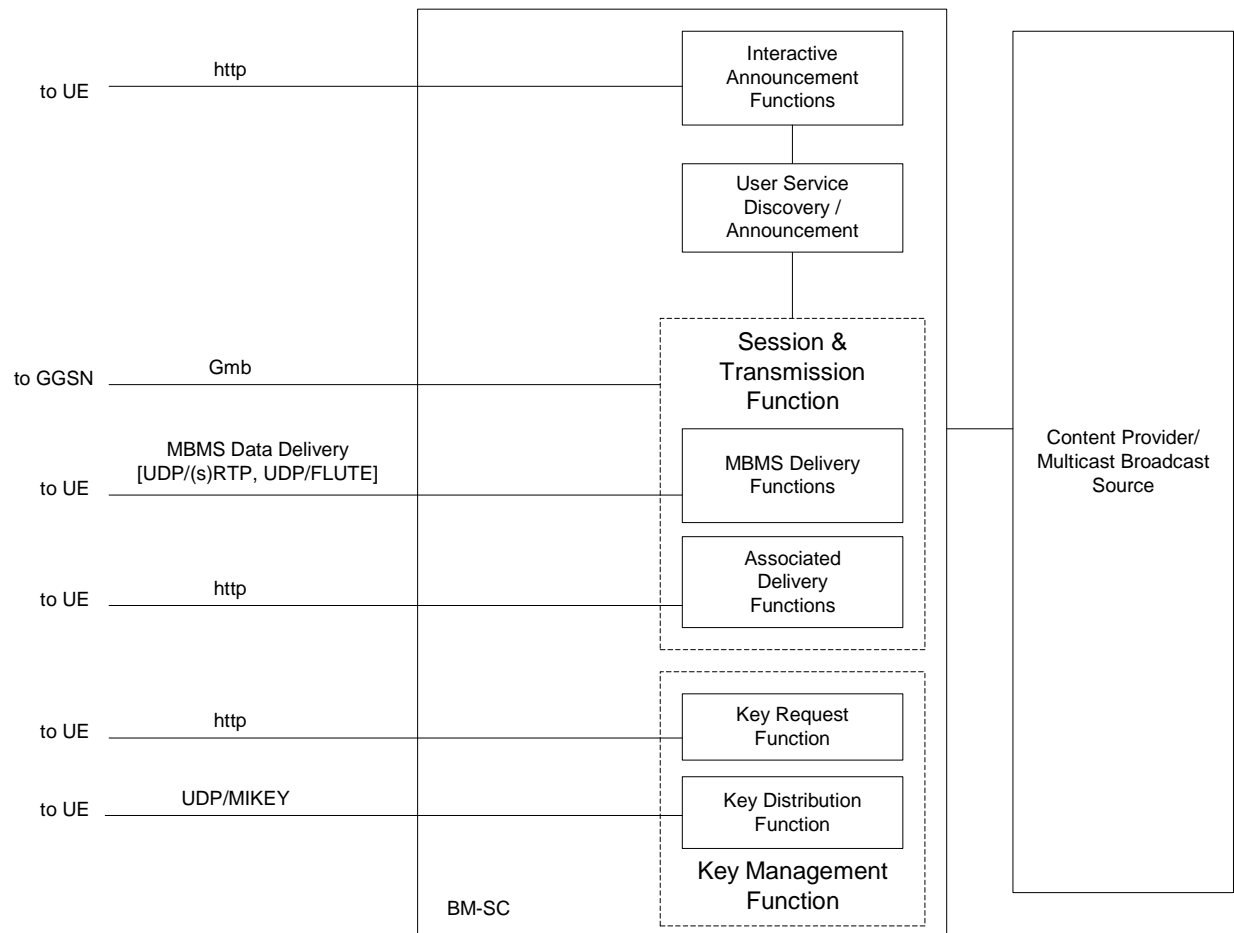 Interactive
Announcement
Functions
http
to UE
User Service
Discovery /
Announcement
Session &
Transmission
Function
Gmb
to GGSN
MBMS Data Delivery
[UDP/(s)RTP, UDP/FLUTE]
to UE
MBMS Delivery
Functions
Content Provider/
Multicast Broadcast
Source
Associated
Delivery
Functions
http
to UE
Key Request
Function
http
to UE
UDP/MIKEY
to UE
Key Distribution
Function
Key Management
Function
BM-SC